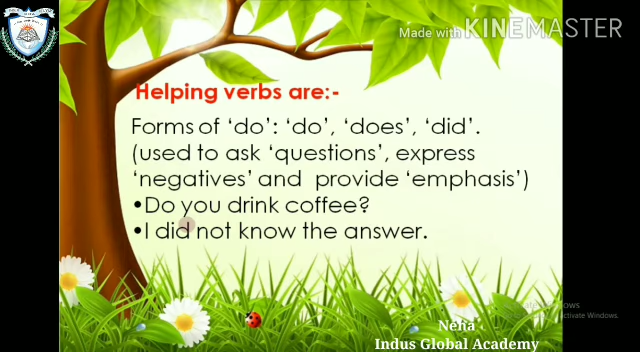 Made with KINEMASTER
Helping verbs are:-
Forms of ‘do’: ‘do’, ‘does’, ‘did’.
(used to ask ‘questions’, express
‘negatives’ and provide ‘emphasis’)
•Do you drink coffee?
•I did not know the answer.
Neha
Indus Global Academy